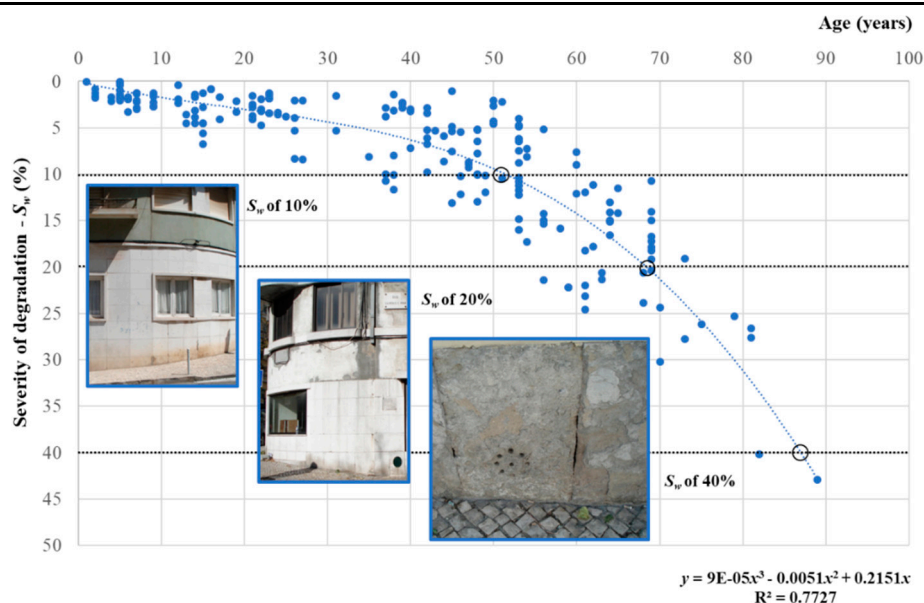 Age (years)
0 10 20 30 40 50 60 70 80 90 100
0
5
10
15
20
25
30
35
40
45
50
Severity of degradation - Sw (%)
Sw of 10%
Sw of 20%
Sw of 40%
y = 9E-05x³ - 0.0051x² + 0.2151x
R² = 0.7727